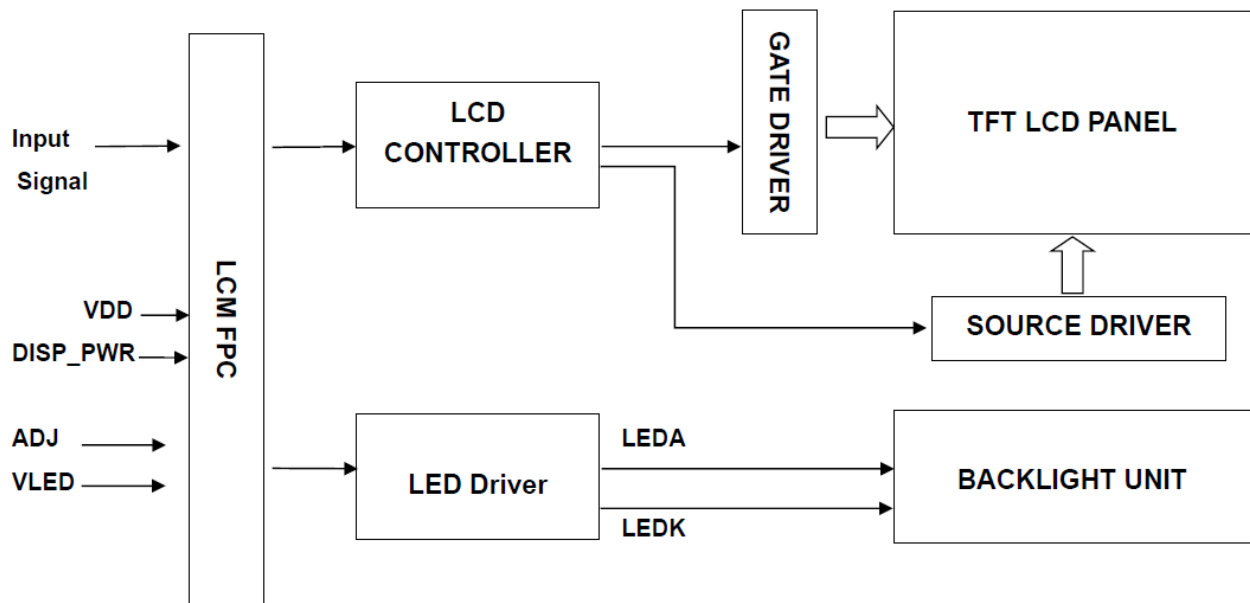 Input
Signal
VDD
DISP_PWR
ADJ
VLED
LCM FPC
LCD
CONTROLLER
LED Driver
LEDA
LEDK
GATE DRIVER
TFT LCD PANEL
SOURCE DRIVER
BACKLIGHT UNIT